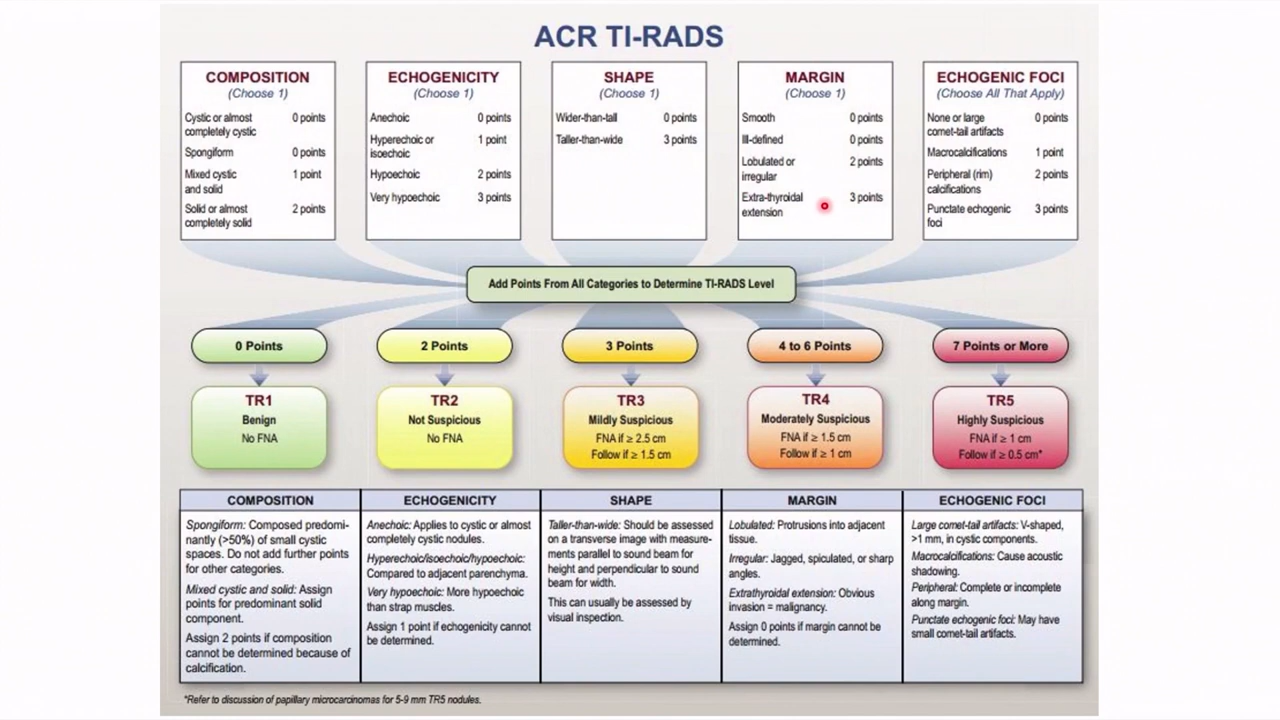 ACR TI-RADS
COMPOSITION
(Choose 1)
Cystic or almost 0 points
completely cystic
Spongiform 0 points
Mixed cystic 1 point
and solid
Solid or almost 2 points
completely solid
ECHOGENICITY
(Choose 1)
Anechoic 0 points
Hyperechoic or 1 point
isoechoic
Hypoechoic 2 points
Very hypoechoic 3 points
SHAPE
(Choose 1)
Wider-than-tall 0 points
Taller-than-wide 3 points
MARGIN
(Choose 1)
Smooth 0 points
Ill-defined 0 points
Lobulated or 2 points
irregular
Extra-thyroidal 3 points
extension
ECHOGENIC FOCI
(Choose All That Apply)
None or large 0 points
comet-tail artifacts
Macrocalcifications 1 point
Peripheral (rim) 2 points
calcifications
Punctate echogenic 3 points
foci
Add Points From All Categories to Determine TI-RADS Level
0 Points
2 Points
3 Points
4 to 6 Points
7 Points or More
TR1
Benign
No FNA
TR2
Not Suspicious
No FNA
TR3
Mildly Suspicious
FNA if ≥ 2.5 cm
Follow if ≥ 1.5 cm
TR4
Moderately Suspicious
FNA if ≥ 1.5 cm
Follow if ≥ 1 cm
TR5
Highly Suspicious
FNA if ≥ 1 cm
Follow if ≥ 0.5 cm*
COMPOSITION
Spongiform: Composed predomi-
nantly (>50%) of small cystic
spaces. Do not add further points
for other categories.
Mixed cystic and solid: Assign
points for predominant solid
component.
Assign 2 points if composition
cannot be determined because of
calcification.
ECHOGENICITY
Anechoic: Applies to cystic or almost
completely cystic nodules.
Hyperechoic/isoechoic/hypoechoic:
Compared to adjacent parenchyma.
Very hypoechoic: More hypoechoic
than strap muscles.
Assign 1 point if echogenicity cannot
be determined.
SHAPE
Taller-than-wide: Should be assessed
on a transverse image with measure-
ments parallel to sound beam for
height and perpendicular to sound
beam for width.
This can usually be assessed by
visual inspection.
MARGIN
Lobulated: Protrusions into adjacent
tissue.
Irregular: Jagged, spiculated, or sharp
angles.
Extrathyroidal extension: Obvious
invasion = malignancy.
Assign 0 points if margin cannot be
determined.
ECHOGENIC FOCI
Large comet-tail artifacts: V-shaped,
>1 mm, in cystic components.
Macrocalcifications: Cause acoustic
shadowing.
Peripheral: Complete or incomplete
along margin.
Punctate echogenic foci: May have
small comet-tail artifacts.
*Refer to discussion of papillary microcarcinomas for 5-9 mm TR5 nodules.